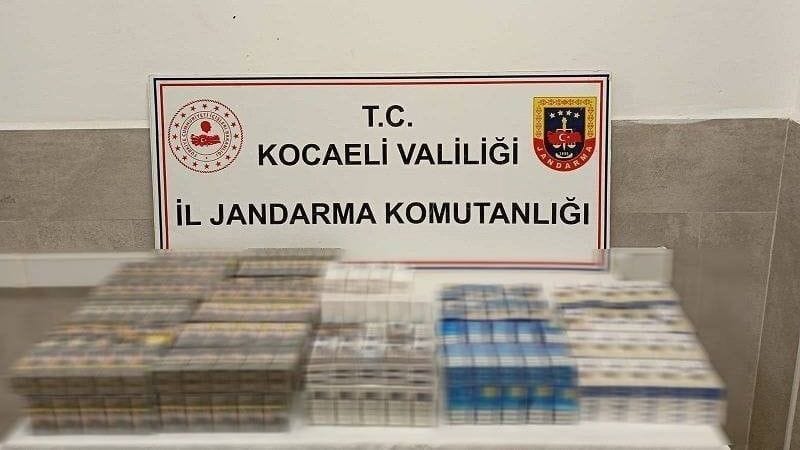 T.C.
KOCAELİ VALİLİĞİ
İL JANDARMA KOMUTANLIĞI
JANDARMA